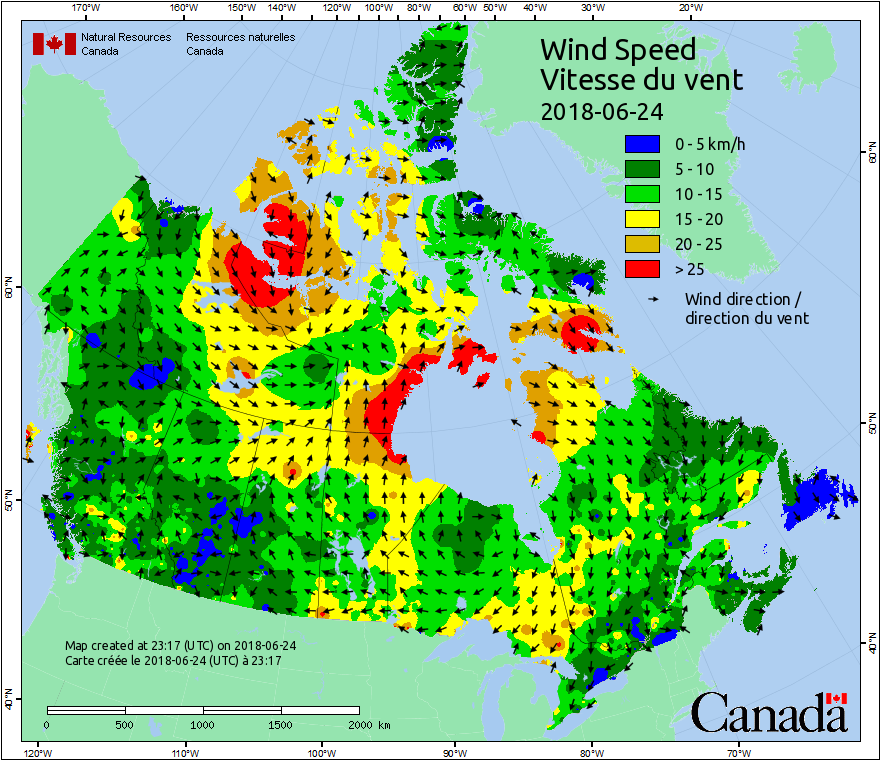 170°W 160°W 150°W 140°W 120°W 100°W 80°W 60°W 50°W 40°W 30°W 20°W
Natural Resources Ressources naturelles
Canada Canada
Wind Speed
Vitesse du vent
2018-06-24
0 - 5 km/h
5 - 10
10 - 15
15 - 20
20 - 25
> 25
Wind direction /
direction du vent
60°N
50°N
40°N
60°N
50°N
40°N
Map created at 23:17 (UTC) on 2018-06-24
Carte créée le 2018-06-24 (UTC) à 23:17
0 500 1000 1500 2000 km
Canada
120°W 110°W 100°W 90°W 80°W 70°W